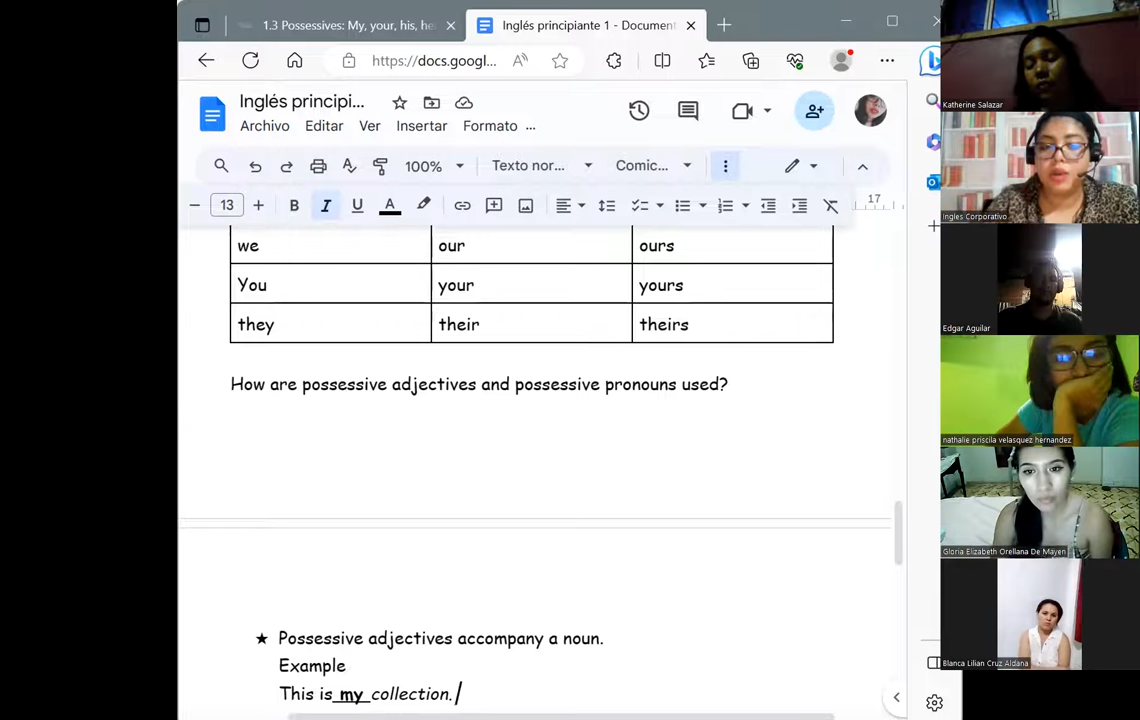 1.3 Possessives: My, your, his, he
Inglés principiante 1 - Document
https://docs.googl...
Inglés principi...
Archivo Editar Ver Insertar Formato ...
100% Texto nor... Comic...
13 B I U A 17
we our ours
You your yours
they their theirs
How are possessive adjectives and possessive pronouns used?
★ Possessive adjectives accompany a noun.
Example
This is my collection.
Katherine Salazar
Ingles Corporativo
Edgar Aguilar
nathalie priscila velasquez hernandez
Gloria Elizabeth Orellana De Mayen
Blanca Lilian Cruz Aldana